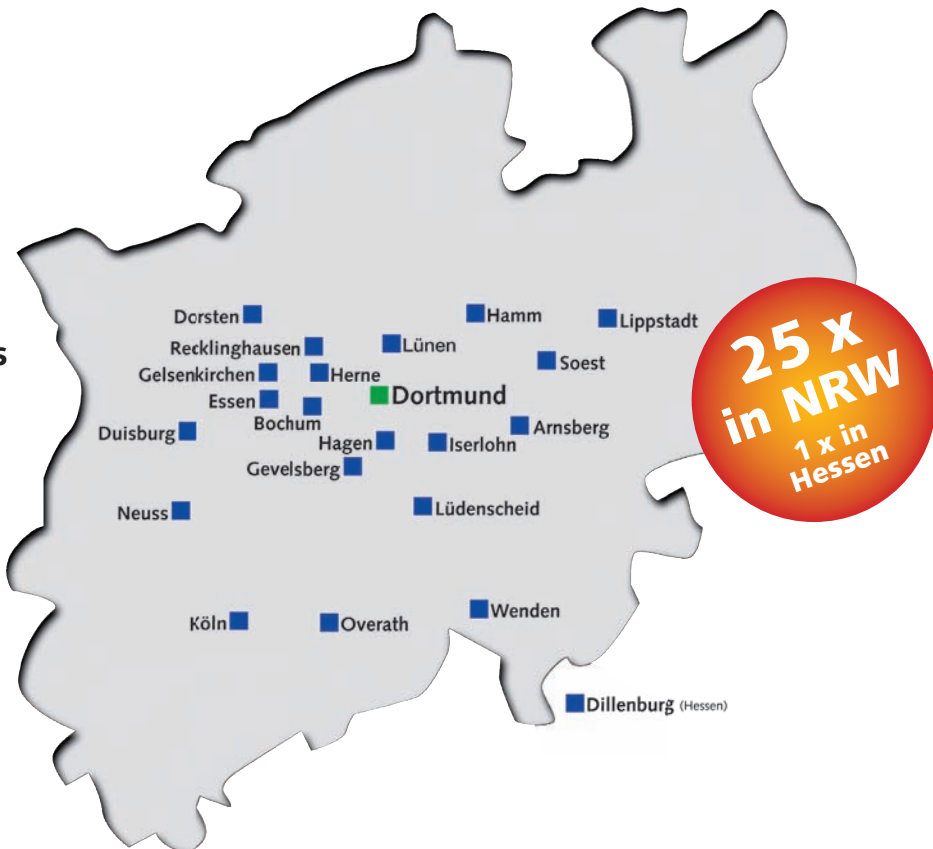 Dorsten
Hamm
Lippstadt
Recklinghausen
Lünen
s
Gelsenkirchen
Herne
Soest
Essen
Dortmund
Bochum
Duisburg
Hagen
Iserlohn
Arnsberg
Gevelsberg
Neuss
Lüdenscheid
Köln
Overath
Wenden
Dillenburg (Hessen)
25 x
in NRW
1 x in
Hessen